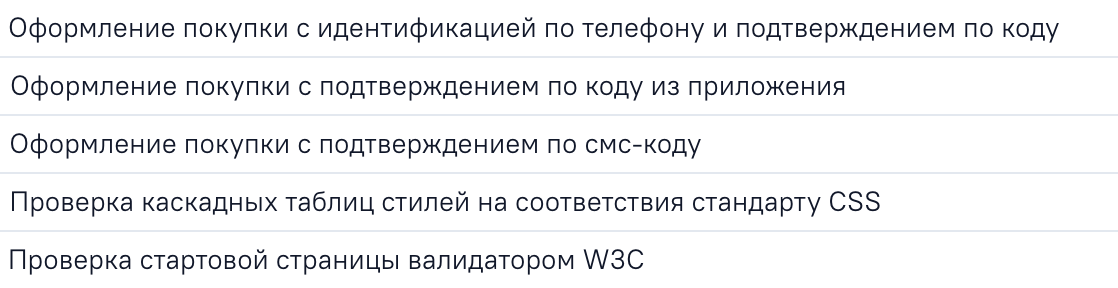 Оформление покупки с идентификацией по телефону и подтверждением по коду
Оформление покупки с подтверждением по коду из приложения
Оформление покупки с подтверждением по смс-коду
Проверка каскадных таблиц стилей на соответствия стандарту CSS
Проверка стартовой страницы валидатором W3C